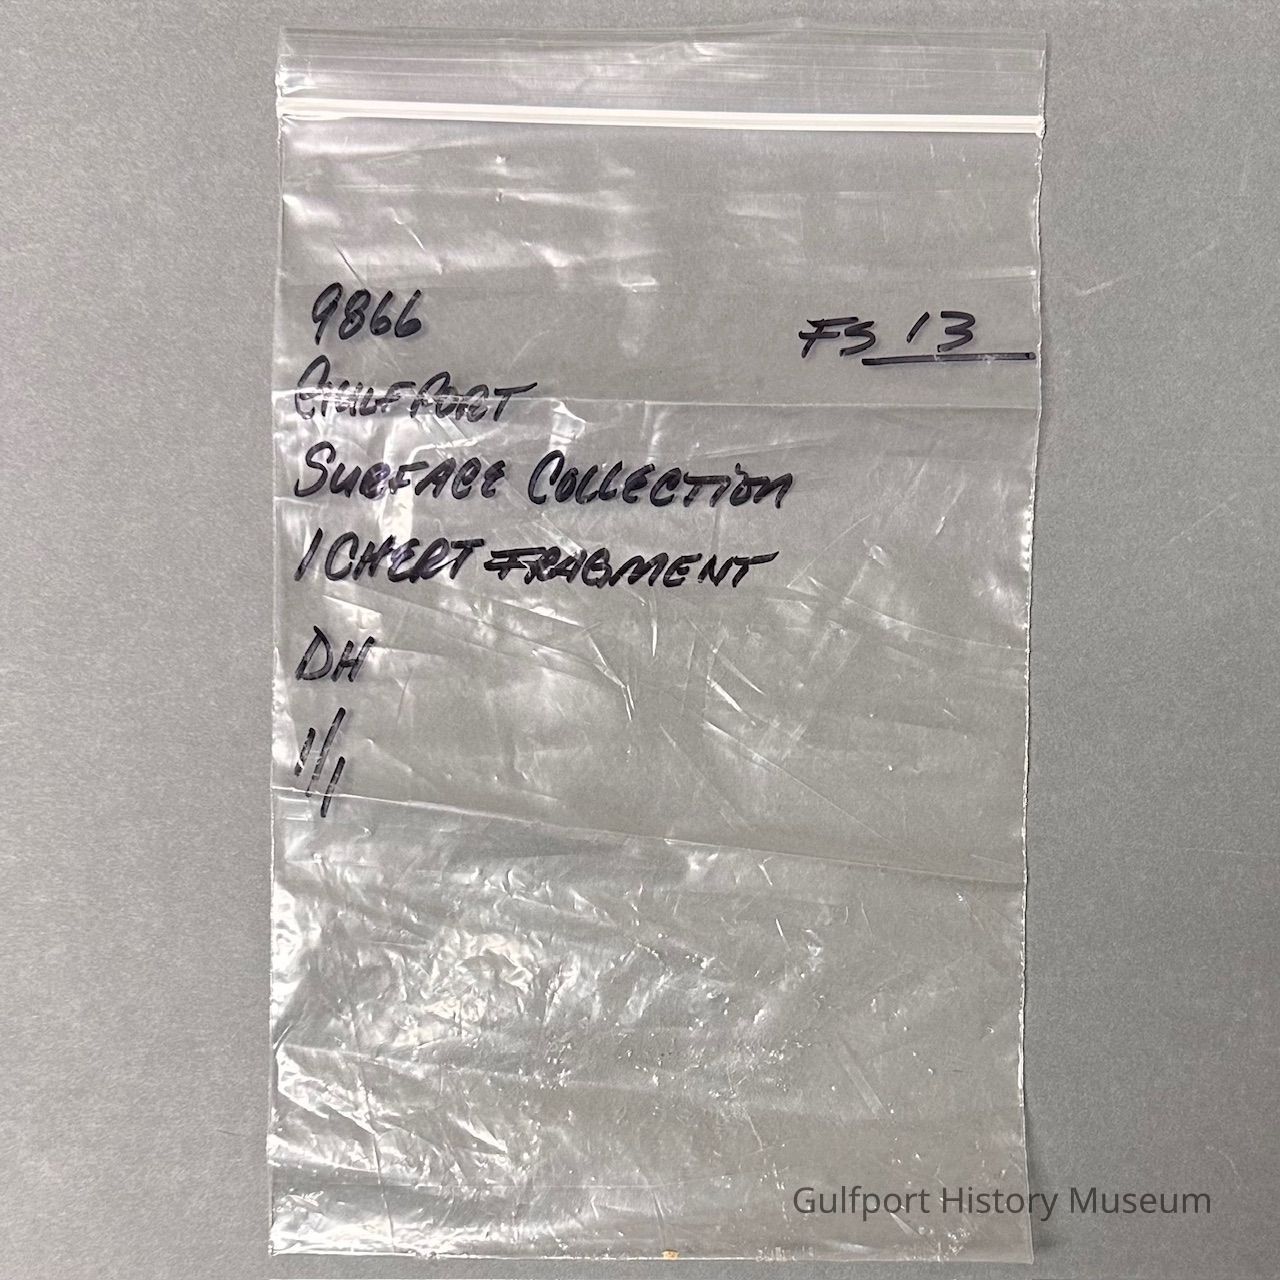 9866
FS 13
GULFPORT
SURFACE COLLECTION
1 CHERT FRAGMENT
DH
1/1
Gulfport History Museum